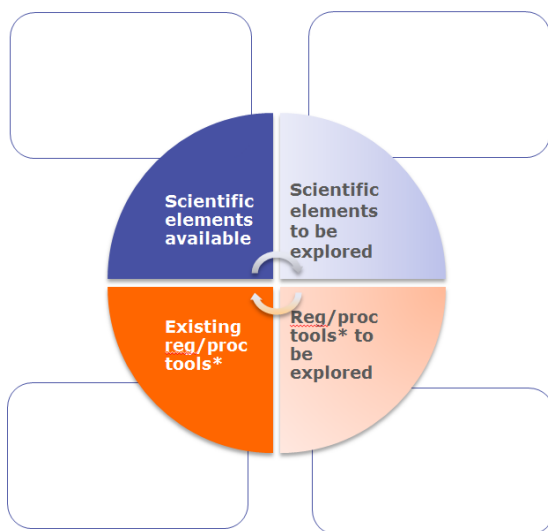 Scientific
elements
available
Scientific
elements
to be
explored
Existing
reg/proc
tools*
Reg/proc
tools* to
be
explored